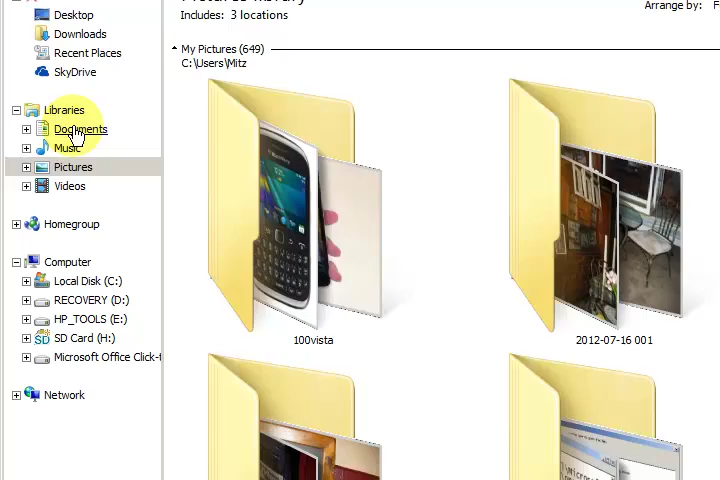 Includes: 3 locations
Arrange by:
Desktop
Downloads
Recent Places
SkyDrive
Libraries
Documents
Music
Pictures
Videos
Homegroup
Computer
Local Disk (C:)
RECOVERY (D:)
HP_TOOLS (E:)
SD Card (H:)
Microsoft Office Click-t
Network
My Pictures (649)
C:\Users\Mitz
100vista
2012-07-16 001